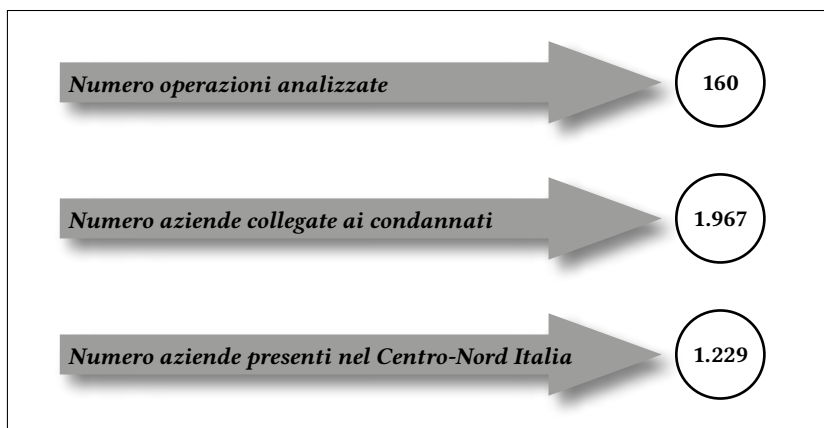 Numero operazioni analizzate 160
Numero aziende collegate ai condannati 1.967
Numero aziende presenti nel Centro-Nord Italia 1.229